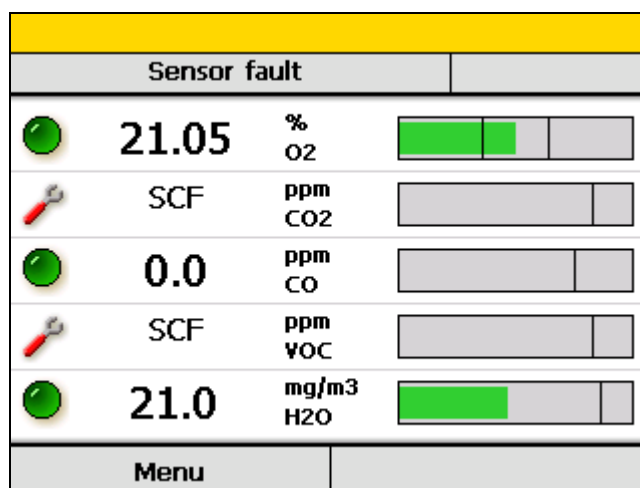 Sensor fault
21.05 % O2
SCF ppm CO2
0.0 ppm CO
SCF ppm VOC
21.0 mg/m3 H2O
Menu